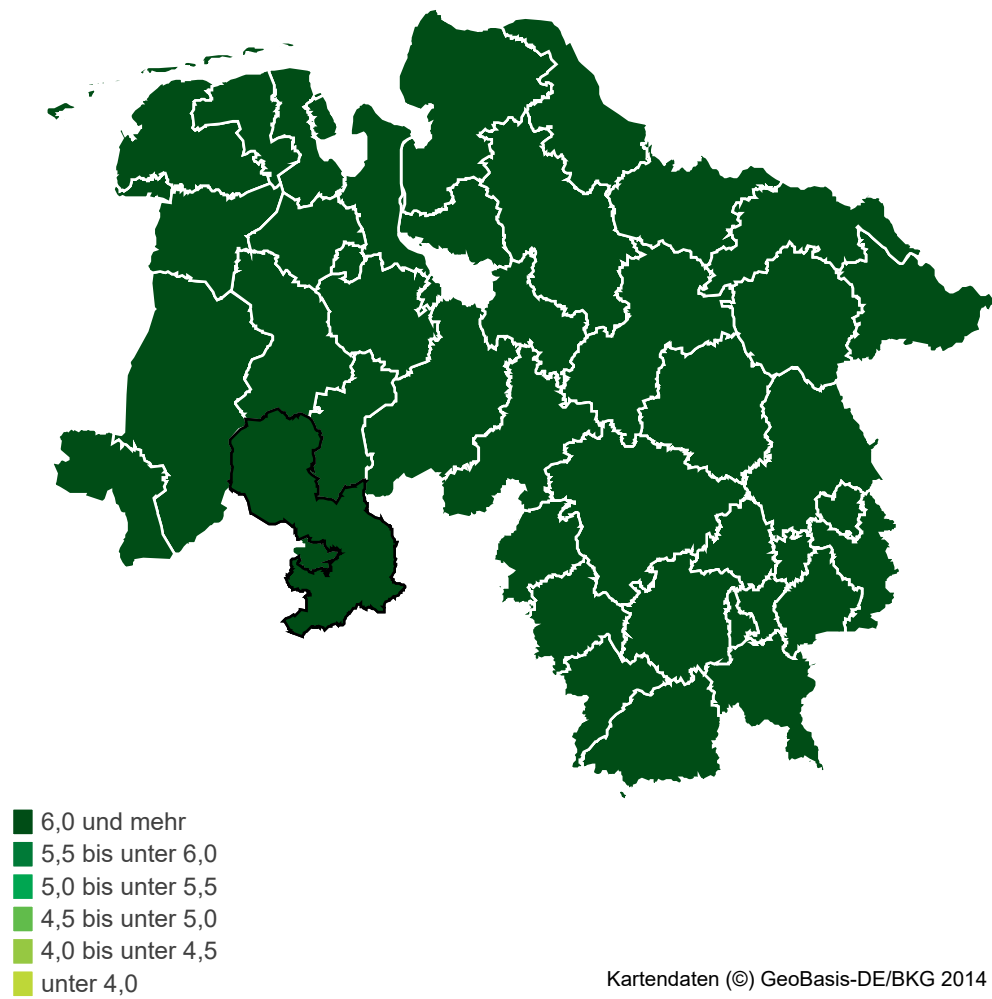 6,0 und mehr
5,5 bis unter 6,0
5,0 bis unter 5,5
4,5 bis unter 5,0
4,0 bis unter 4,5
unter 4,0
Kartendaten (©) GeoBasis-DE/BKG 2014